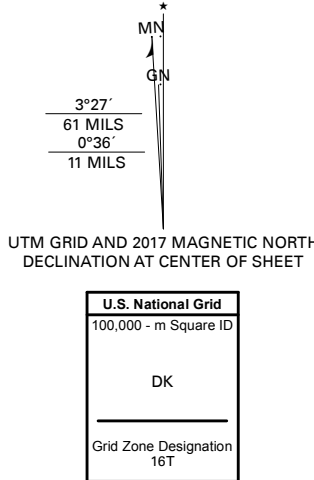 MN
GN
3°27´
61 MILS
0°36´
11 MILS
UTM GRID AND 2017 MAGNETIC NORTH
DECLINATION AT CENTER OF SHEET
U.S. National Grid
100,000 - m Square ID
DK
Grid Zone Designation
16T